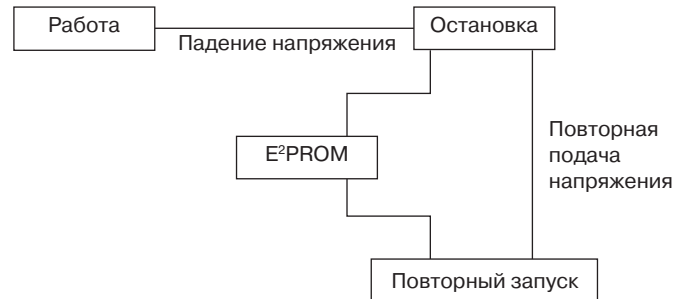 Работа
Остановка
Падение напряжения
E²PROM
Повторная
подача
напряжения
Повторный запуск